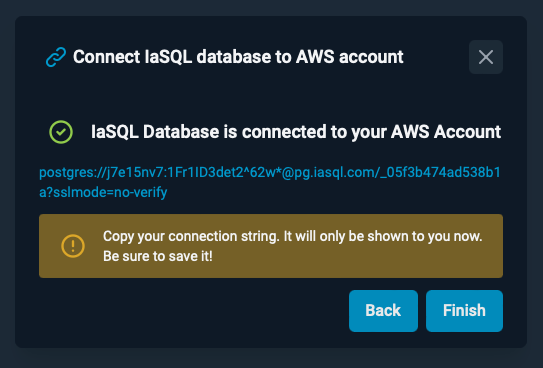 Connect IaSQL database to AWS account
IaSQL Database is connected to your AWS Account
postgres://j7e15nv7:1Fr1ID3det2^62w*@pg.iasql.com/_05f3b474ad538b1
a?sslmode=no-verify
Copy your connection string. It will only be shown to you now.
Be sure to save it!
Back
Finish